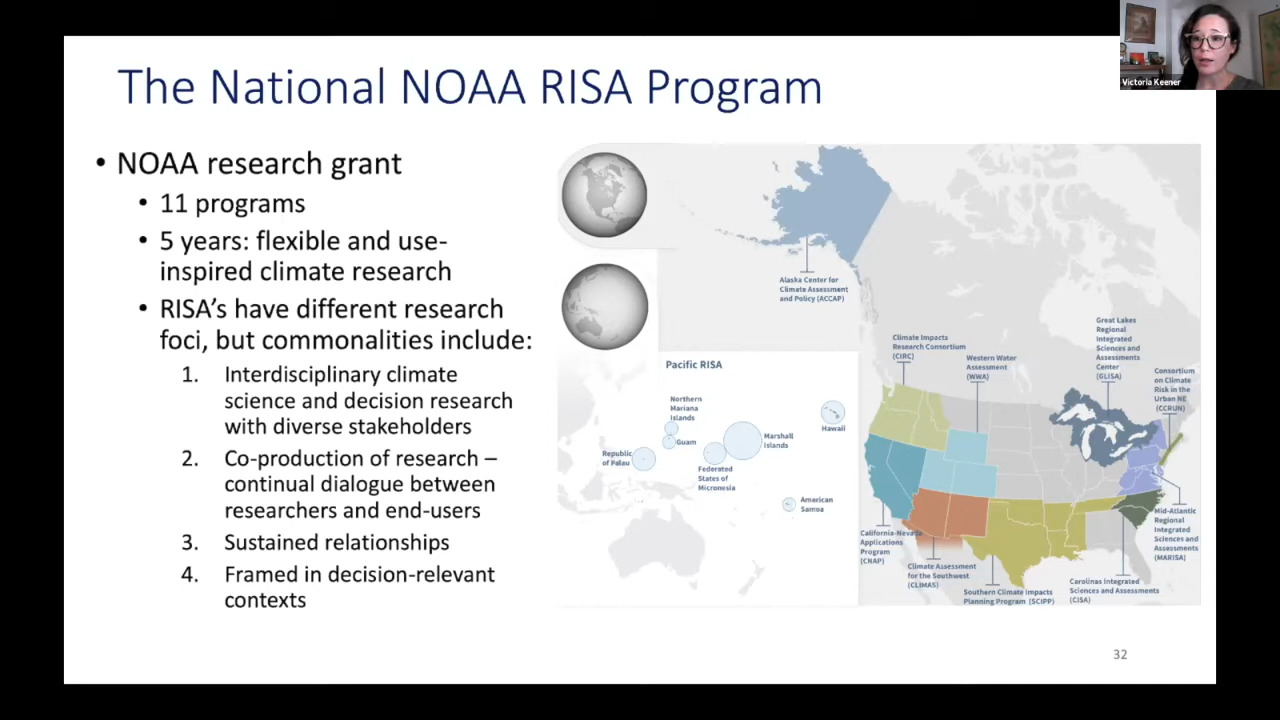 The National NOAA RISA Program
Victoria Keener
• NOAA research grant
• 11 programs
• 5 years: flexible and use-
inspired climate research
• RISA’s have different research
foci, but commonalities include:
1. Interdisciplinary climate
science and decision research
with diverse stakeholders
2. Co-production of research –
continual dialogue between
researchers and end-users
3. Sustained relationships
4. Framed in decision-relevant
contexts
Alaska Center for
Climate Assessment
and Policy (ACCAP)
Pacific RISA
Northern
Mariana
Islands
Guam
Republic
of Palau
Federated
States of
Micronesia
Marshall
Islands
Hawaii
American
Samoa
Climate Impacts
Research Consortium
(CIRC)
Western Water
Assessment
(WWA)
Great Lakes
Regional
Integrated
Sciences and
Assessments
Center
(GLISA)
Consortium
on Climate
Risk in the
Urban NE
(CCRUN)
California-Nevada
Applications
Program
(CNAP)
Climate Assessment
for the Southwest
(CLIMAS)
Southern Climate Impacts
Planning Program (SCIPP)
Carolinas Integrated
Sciences and Assessments
(CISA)
Mid-Atlantic
Regional
Integrated
Sciences and
Assessments
(MARISA)
32